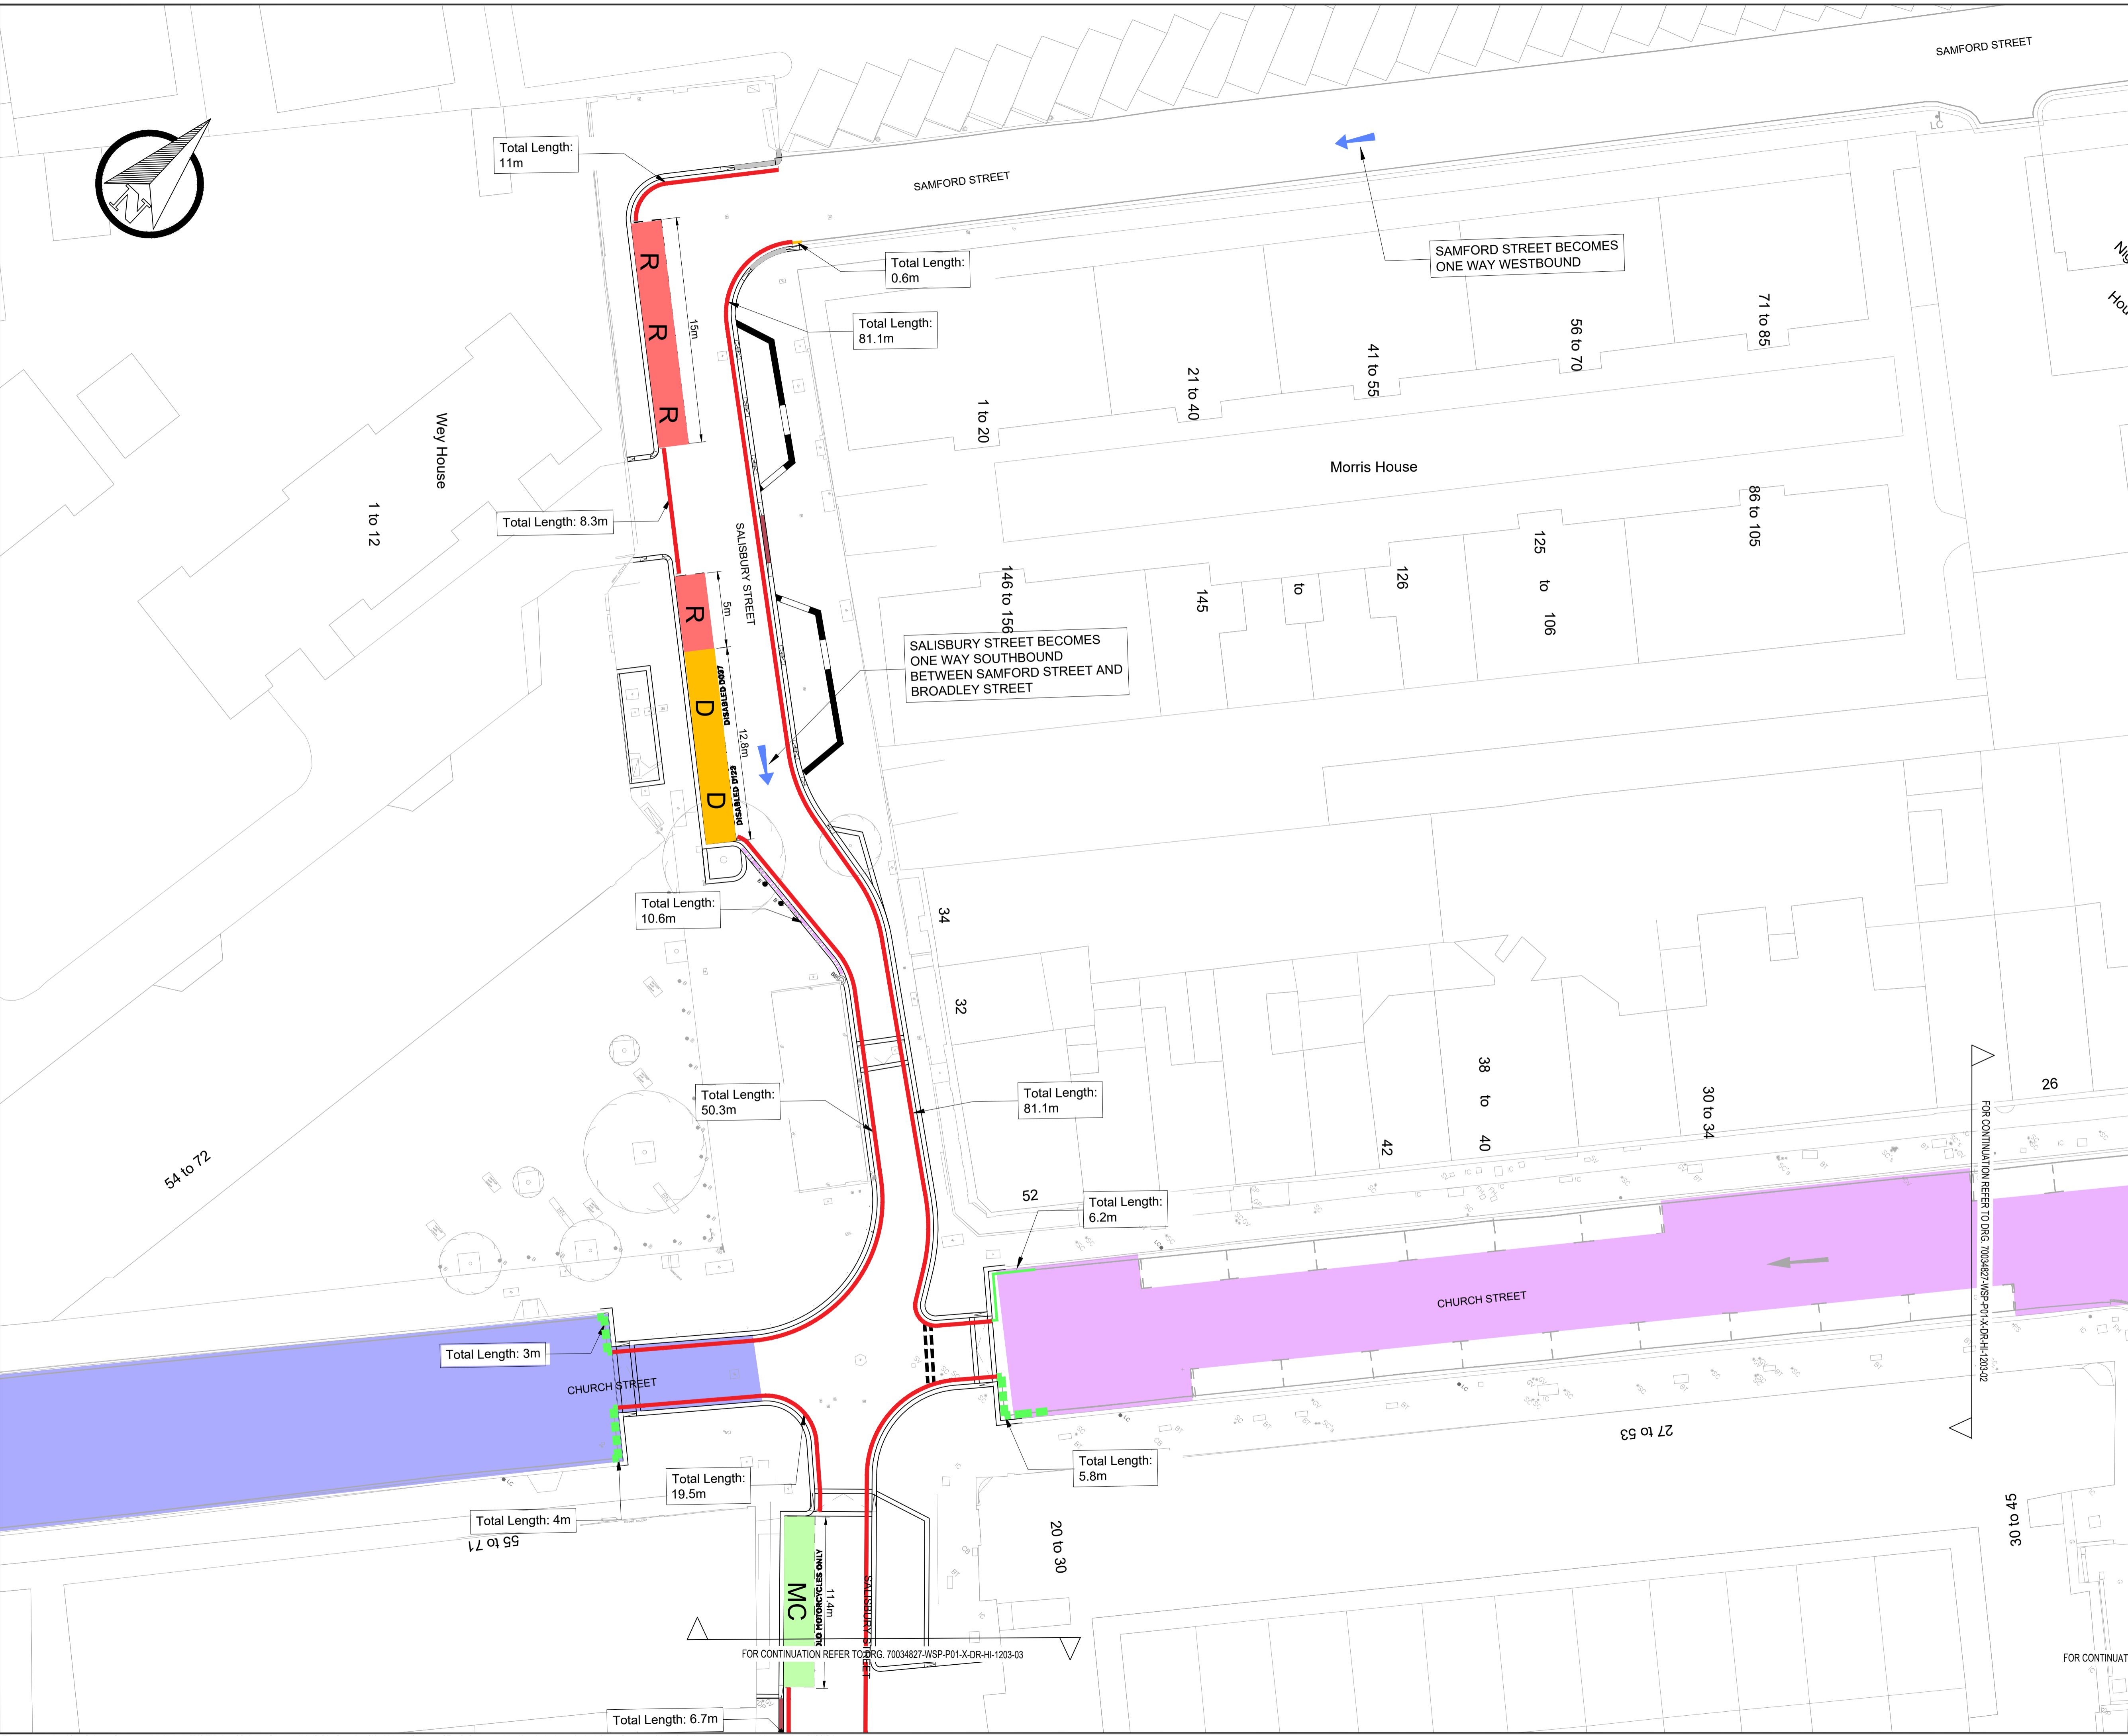 SAMFORD STREET
LC
N
Total Length:
11m
SAMFORD STREET
SAMFORD STREET BECOMES
ONE WAY WESTBOUND
Total Length:
0.6m
R
R
R
15m
Total Length:
81.1m
71 to 85
56 to 70
41 to 55
21 to 40
1 to 20
Wey House
1 to 12
Morris House
Total Length: 8.3m
SALISBURY STREET
86 to 105
125 to 106
126
to
145
146 to 156
R
5m
SALISBURY STREET BECOMES
ONE WAY SOUTHBOUND
BETWEEN SAMFORD STREET AND
BROADLEY STREET
D
D
12.8m
DISABLED D123
Total Length:
10.6m
34
32
Total Length:
50.3m
Total Length:
81.1m
38 to 40
30 to 34
42
26
54 to 72
52
Total Length:
6.2m
FOR CONTINUATION REFER TO DRG. 70034827-WSP-P01-X-DR-HI-1203-02
CHURCH STREET
Total Length: 3m
CHURCH STREET
27 to 53
Total Length:
5.8m
Total Length:
19.5m
Total Length: 4m
55 to 71
20 to 30
30 to 45
MC
11.4m
SOLO MOTORCYCLES ONLY
SALISBURY STREET
FOR CONTINUATION REFER TO DRG. 70034827-WSP-P01-X-DR-HI-1203-03
FOR CONTINUAT
Total Length: 6.7m